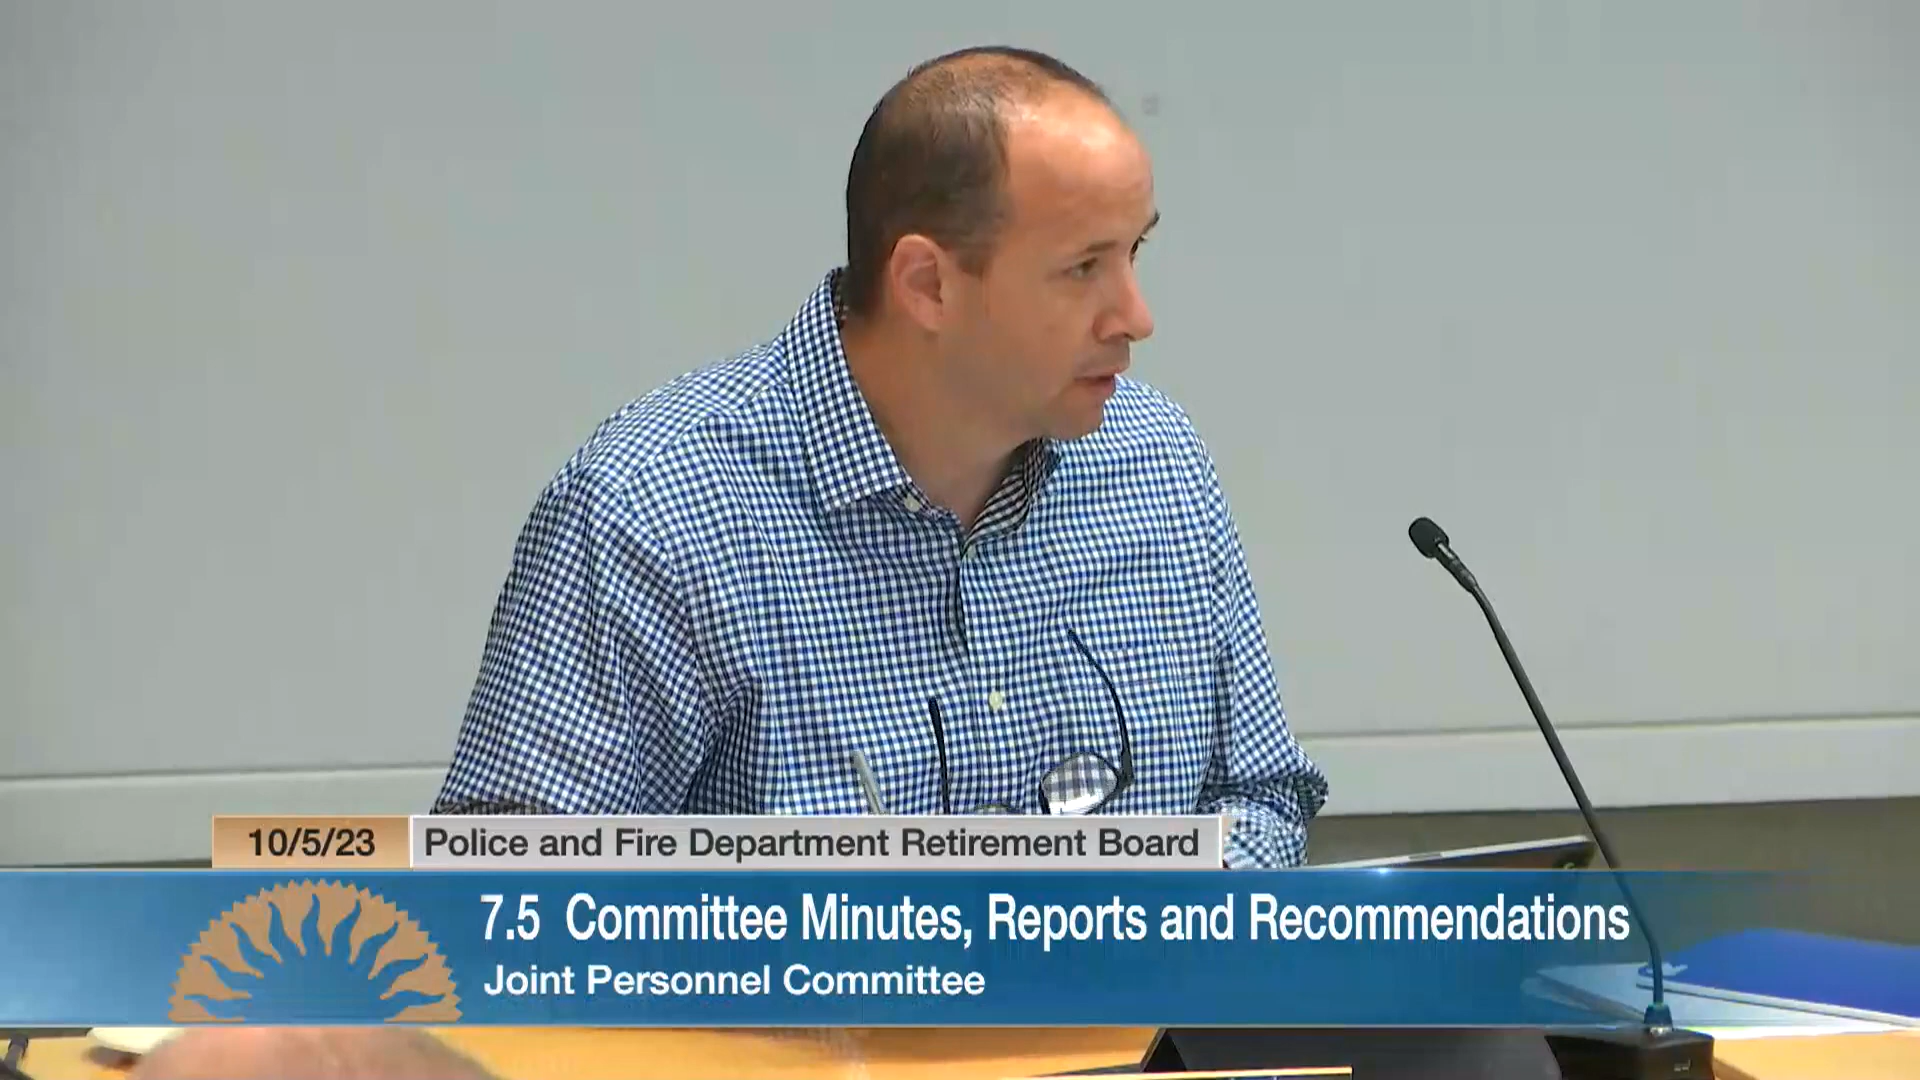 10/5/23
Police and Fire Department Retirement Board
7.5 Committee Minutes, Reports and Recommendations
Joint Personnel Committee